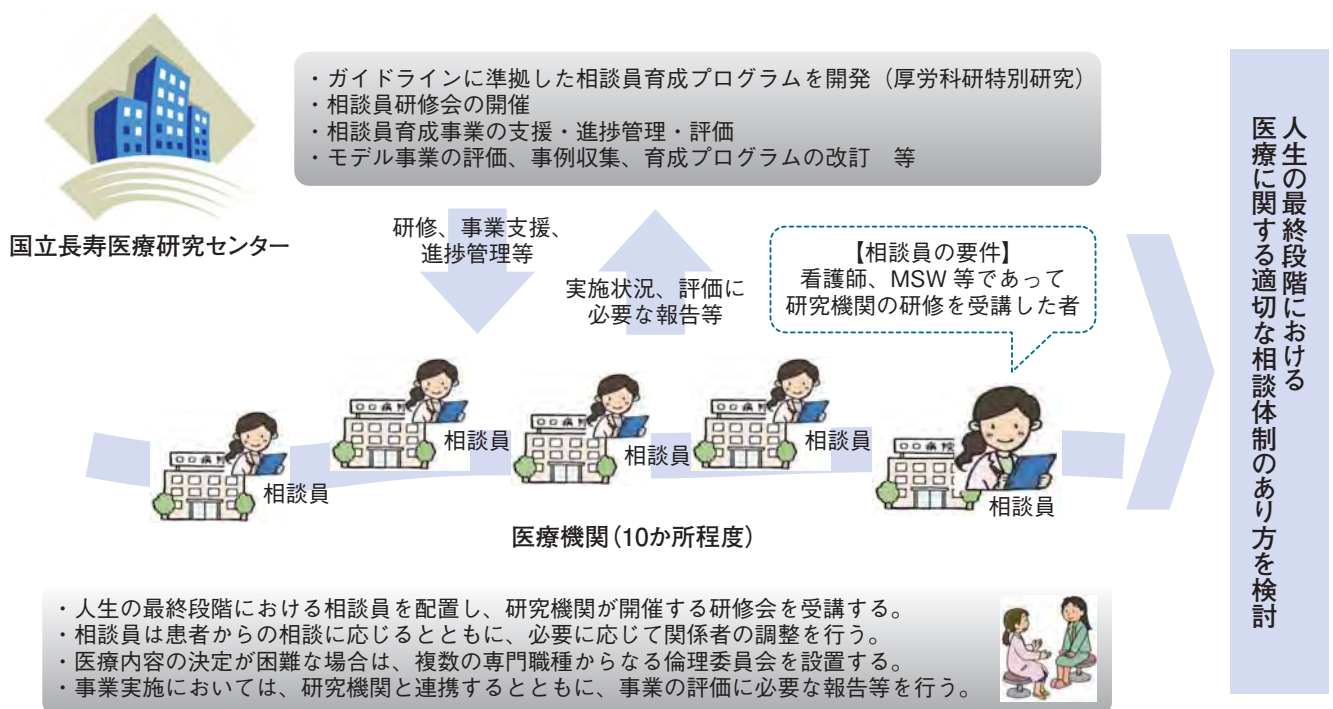 ・ガイドラインに準拠した相談員育成プログラムを開発（厚労科研特別研究）
・相談員研修会の開催
・相談員育成事業の支援・進捗管理・評価
・モデル事業の評価、事例収集、育成プログラムの改訂　等
国立長寿医療研究センター
研修、事業支援、
進捗管理等
実施状況、評価に
必要な報告等
【相談員の要件】
看護師、MSW 等であって
研究機関の研修を受講した者
相談員
相談員
相談員
相談員
相談員
医療機関（10か所程度）
・人生の最終段階における相談員を配置し、研究機関が開催する研修会を受講する。
・相談員は患者からの相談に応じるとともに、必要に応じて関係者の調整を行う。
・医療内容の決定が困難な場合は、複数の専門職種からなる倫理委員会を設置する。
・事業実施においては、研究機関と連携するとともに、事業の評価に必要な報告等を行う。
人生の最終段階における
医療に関する適切な相談体制のあり方を検討